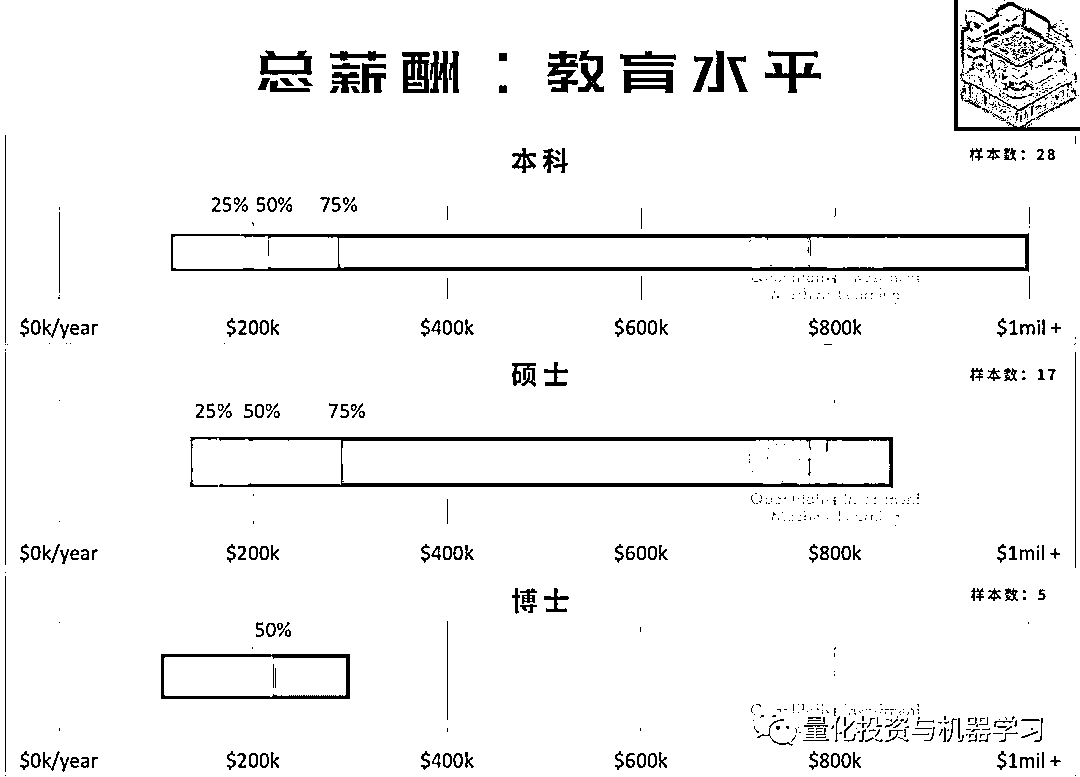 总薪酬：教育水平
本科
样本数：28
25% 50% 75%
$0k/year $200k $400k $600k $800k $1mil +
硕士
样本数：17
25% 50% 75%
$0k/year $200k $400k $600k $800k $1mil +
博士
样本数：5
50%
量化投资与机器学习
$0k/year $200k $400k $600k $800k $1mil +